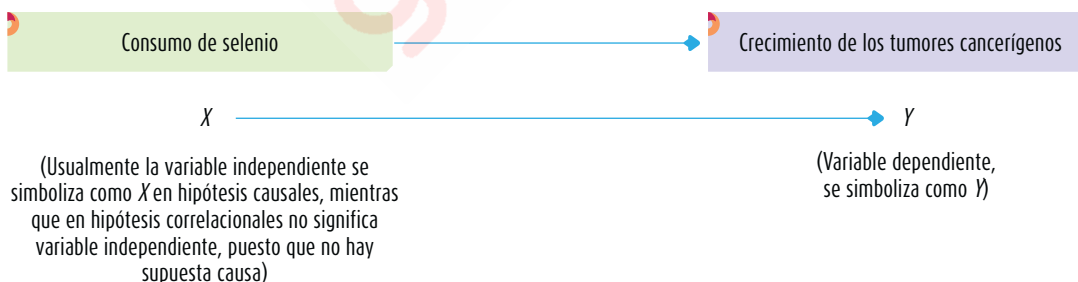 Consumo de selenio
Crecimiento de los tumores cancerígenos
X
Y
(Usualmente la variable independiente se
simboliza como X en hipótesis causales, mientras
que en hipótesis correlacionales no significa
variable independiente, puesto que no hay
supuesta causa)
(Variable dependiente,
se simboliza como Y)